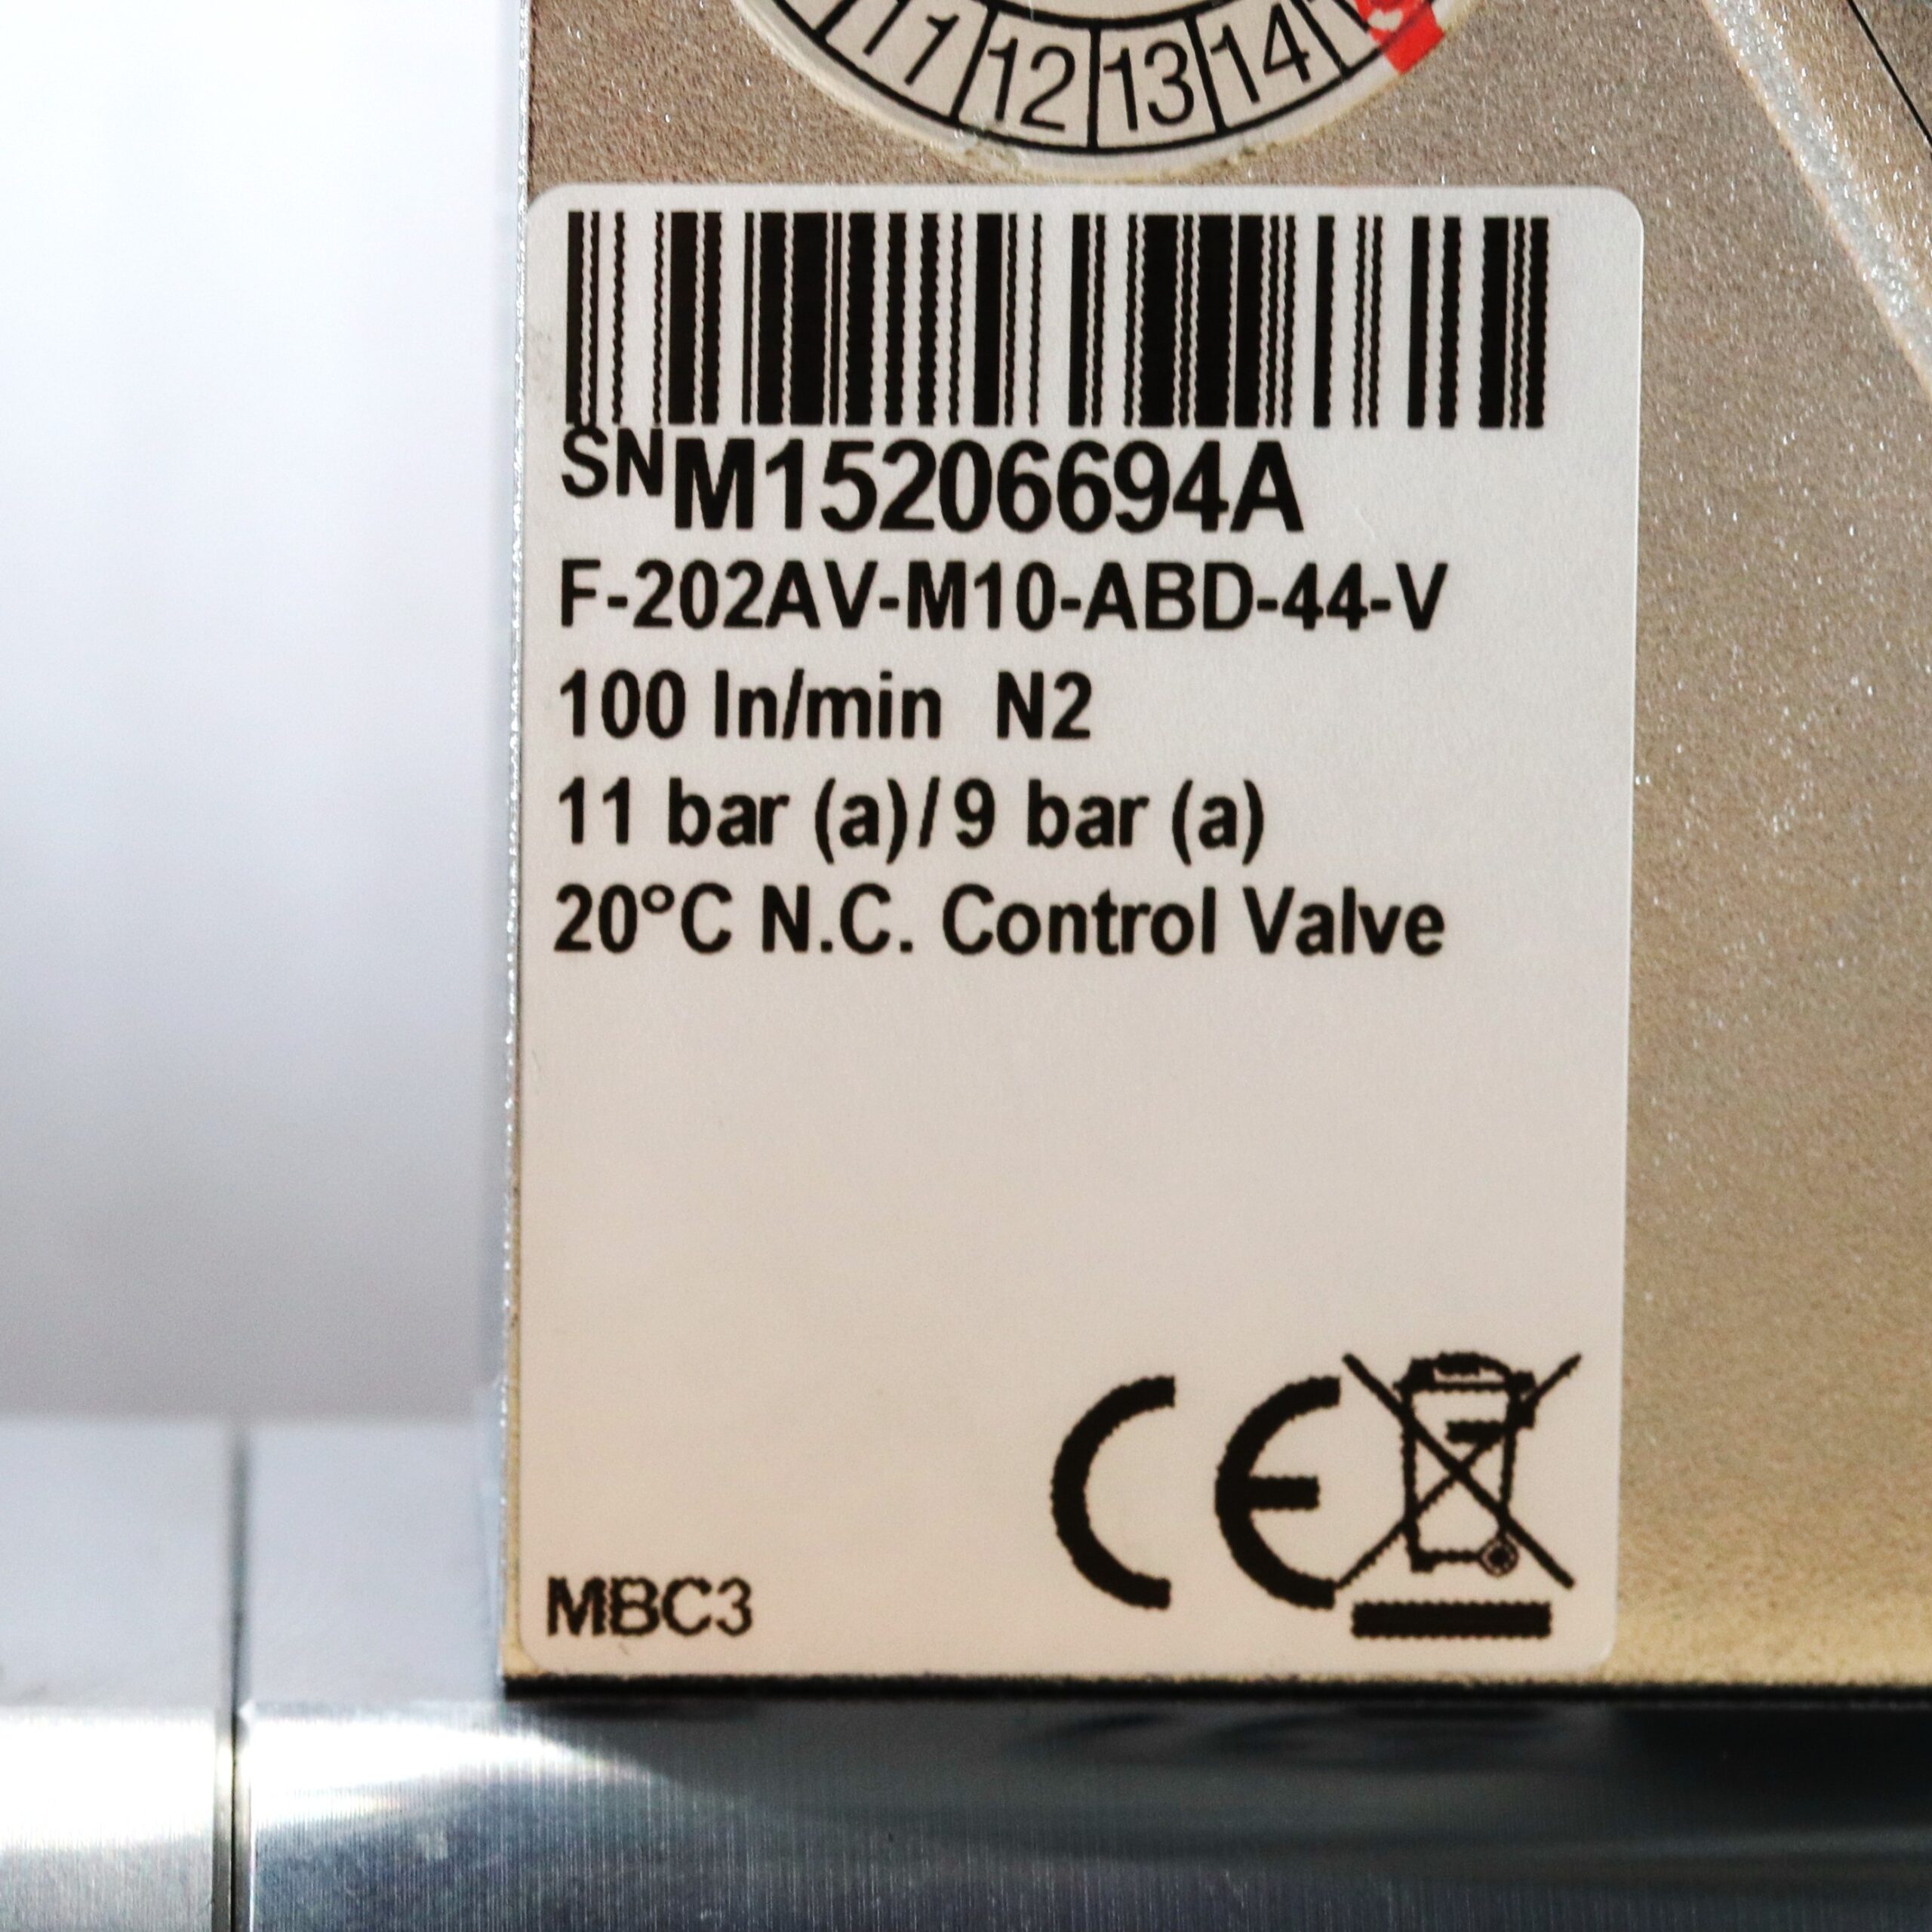 11 12 13 14
SN M15206694A
F-202AV-M10-ABD-44-V
100 ln/min N2
11 bar (a)/9 bar (a)
20°C N.C. Control Valve
CE
MBC3